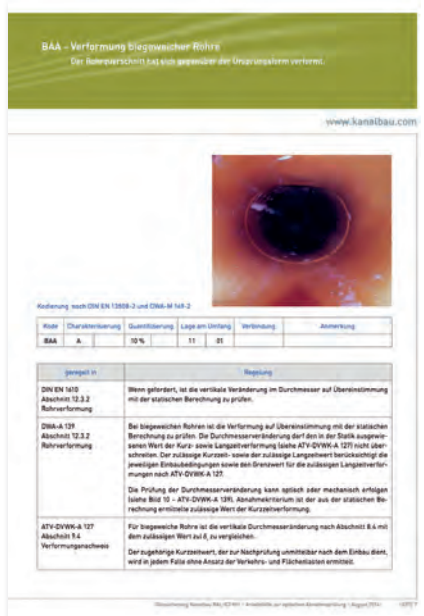 BAA – Verformung biegeweicher Rohre
Der Rohrquerschnitt hat sich gegenüber der Ursprungsform verformt.
www.kanalbau.com
Kodierung nach DIN EN 13508-2 und DWA-M 149-2
Kode Charakterisierung Quantifizierung Lage am Umfang Verbindung Anmerkung
BAA A 10 % 11 01
geregelt in Regelung
DIN EN 1610
Abschnitt 12.3.2
Rohrverformung
Wenn gefordert, ist die vertikale Veränderung im Durchmesser auf Übereinstimmung
mit der statischen Berechnung zu prüfen.
DWA-A 139
Abschnitt 12.3.2
Rohrverformung
Bei biegeweichen Rohren ist die Verformung auf Übereinstimmung mit der statischen
Berechnung zu prüfen. Die Durchmesserveränderung darf den in der Statik ausgewie-
senen Wert der Kurz- sowie Langzeitverformung (siehe ATV-DVWK-A 127) nicht über-
schreiten. Der zulässige Kurzzeit- sowie der zulässige Langzeitwert berücksichtigt die
jeweiligen Einbaubedingungen sowie den Grenzwert für die zulässigen Langzeitverfor-
mungen nach ATV-DVWK-A 127.
Die Prüfung der Durchmesserveränderung kann optisch oder mechanisch erfolgen
(siehe Bild 10 – ATV-DVWK-A 139). Abnahmekriterium ist der aus der statischen Be-
rechnung ermittelte zulässige Wert der Kurzzeitverformung.
ATV-DVWK-A 127
Abschnitt 9.4
Verformungsnachweis
Für biegeweiche Rohre ist die vertikale Durchmesseränderung nach Abschnitt 8.4 mit
dem zulässigen Wert zul δ, zu vergleichen.
Der zugehörige Kurzzeitwert, der zur Nachprüfung unmittelbar nach dem Einbau dient,
wird in jedem Falle ohne Ansatz der Verkehrs- und Flächenlasten ermittelt.